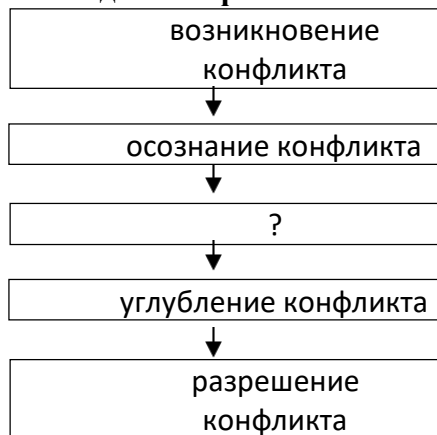 возникновение
конфликта
осознание конфликта
?
углубление конфликта
разрешение
конфликта